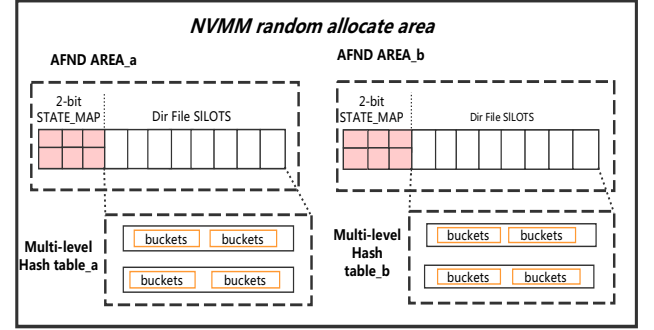 NVMM random allocate area
AFND AREA_a
AFND AREA_b
2-bit
STATE_MAP
Dir File SILOTS
2-bit
STATE_MAP
Dir File SILOTS
Multi-level
Hash table_a
buckets buckets
buckets buckets
Multi-level
Hash
table_b
buckets buckets
buckets buckets